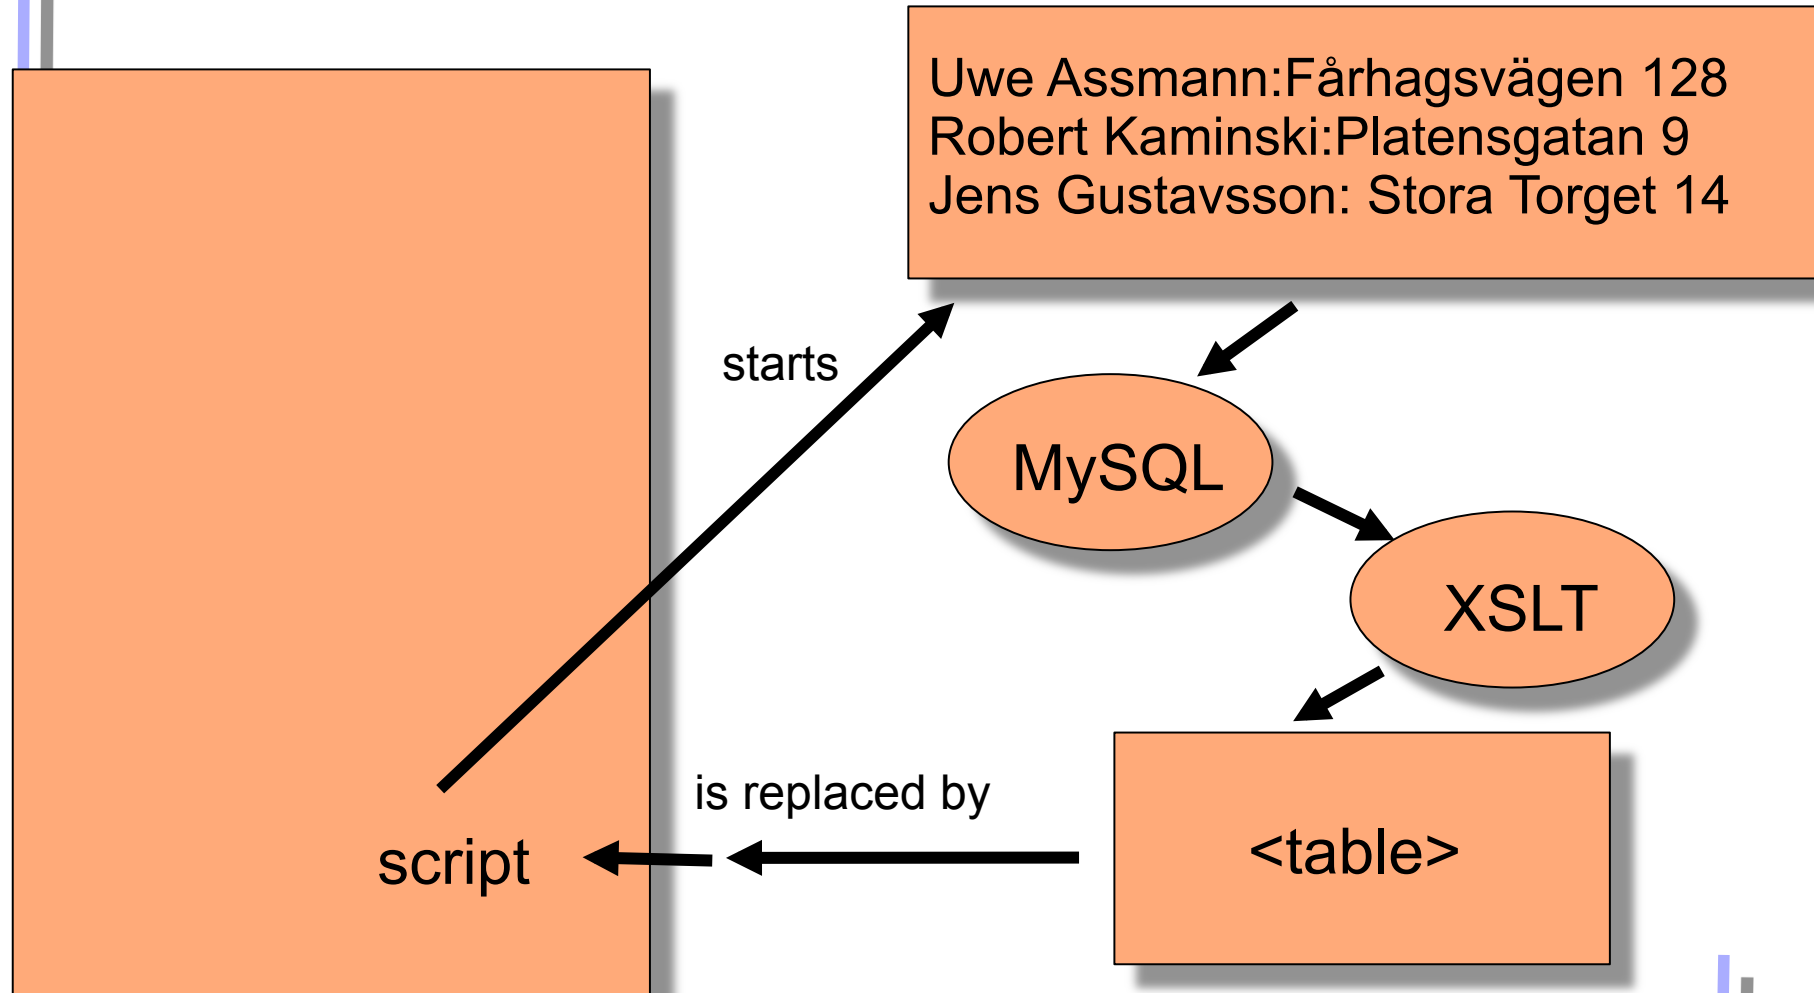 Uwe Assmann:Fårhagsvägen 128
Robert Kaminski:Platensgatan 9
Jens Gustavsson: Stora Torget 14
starts
MySQL
XSLT
is replaced by
script
<table>